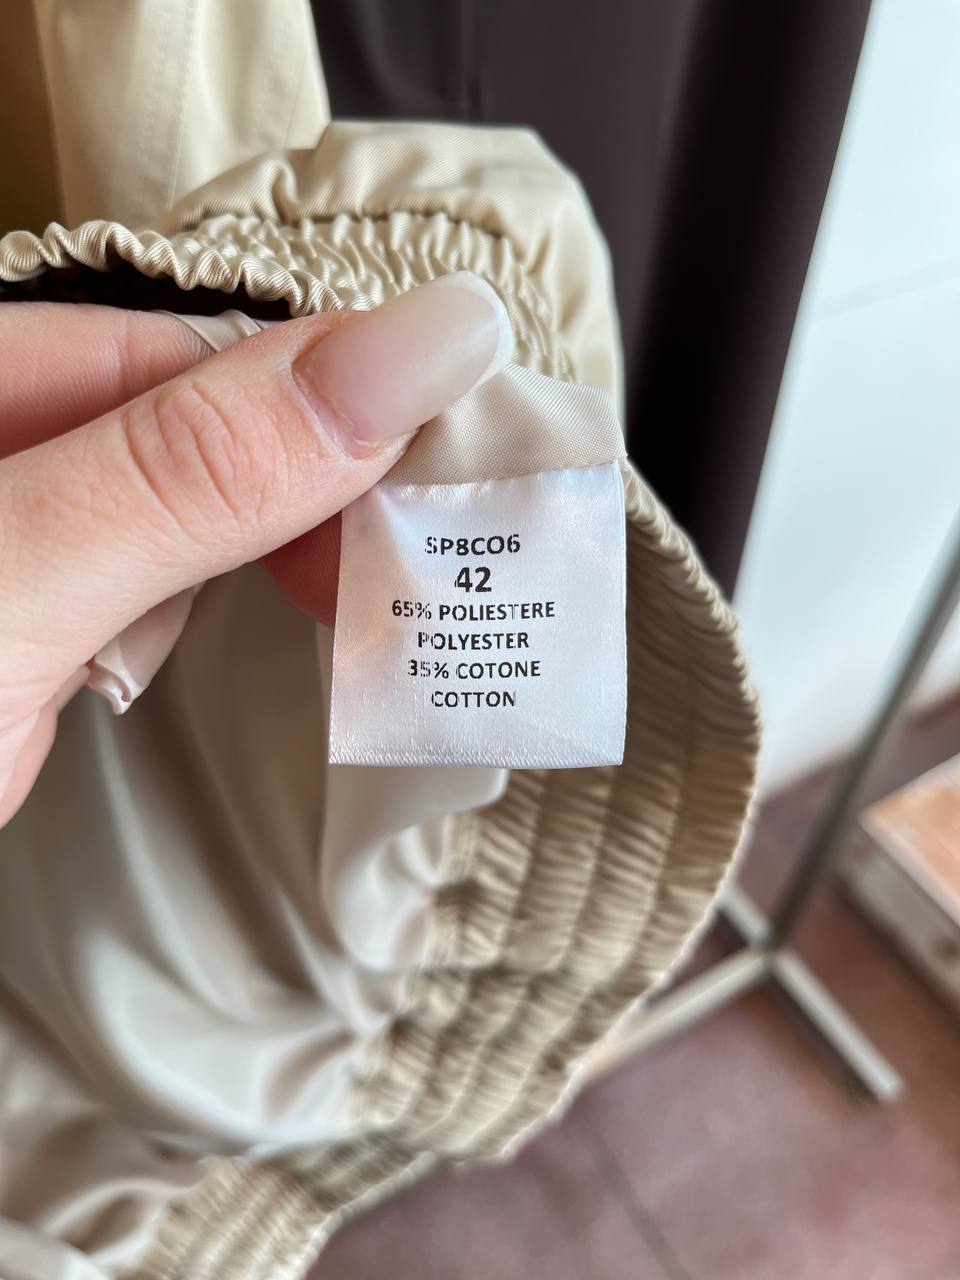 SP8CO6
42
65% POLIESTERE
POLYESTER
35% COTONE
COTTON